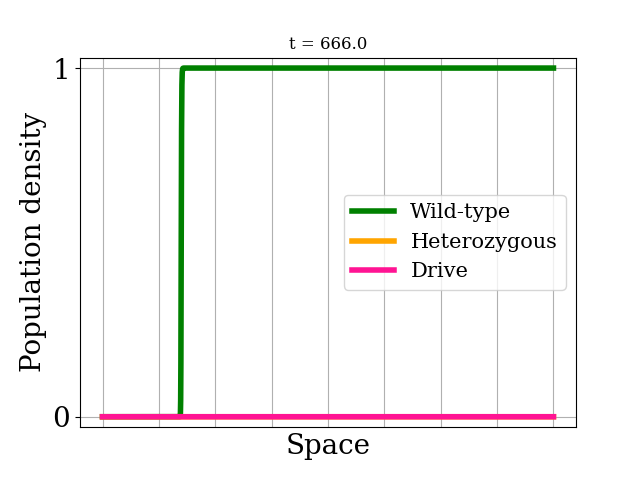 t = 666.0
1
Population density
Wild-type
Heterozygous
Drive
0
Space